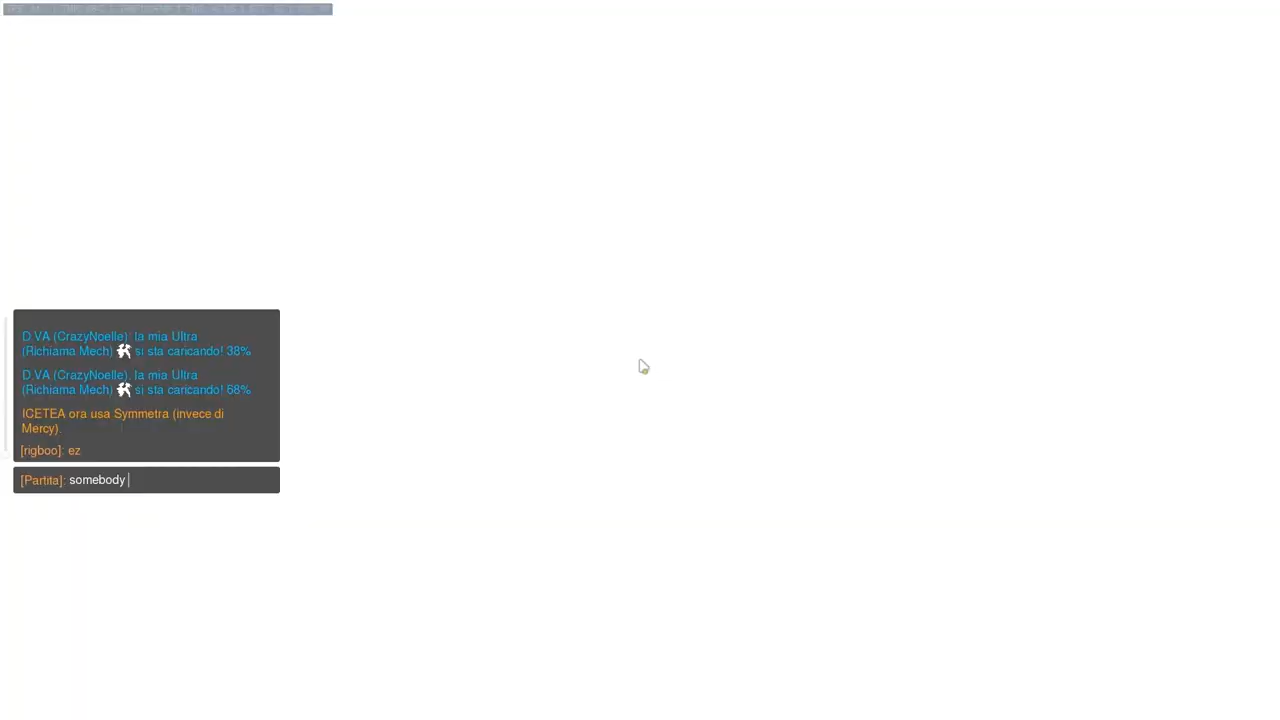 D.VA (CrazyNoelle): la mia Ultra
(Richiama Mech) si sta caricando! 38%
D.VA (CrazyNoelle): la mia Ultra
(Richiama Mech) si sta caricando! 68%
ICETEA ora usa Symmetra (invece di
Mercy).
[rigboo]: ez
[Partita]: somebody